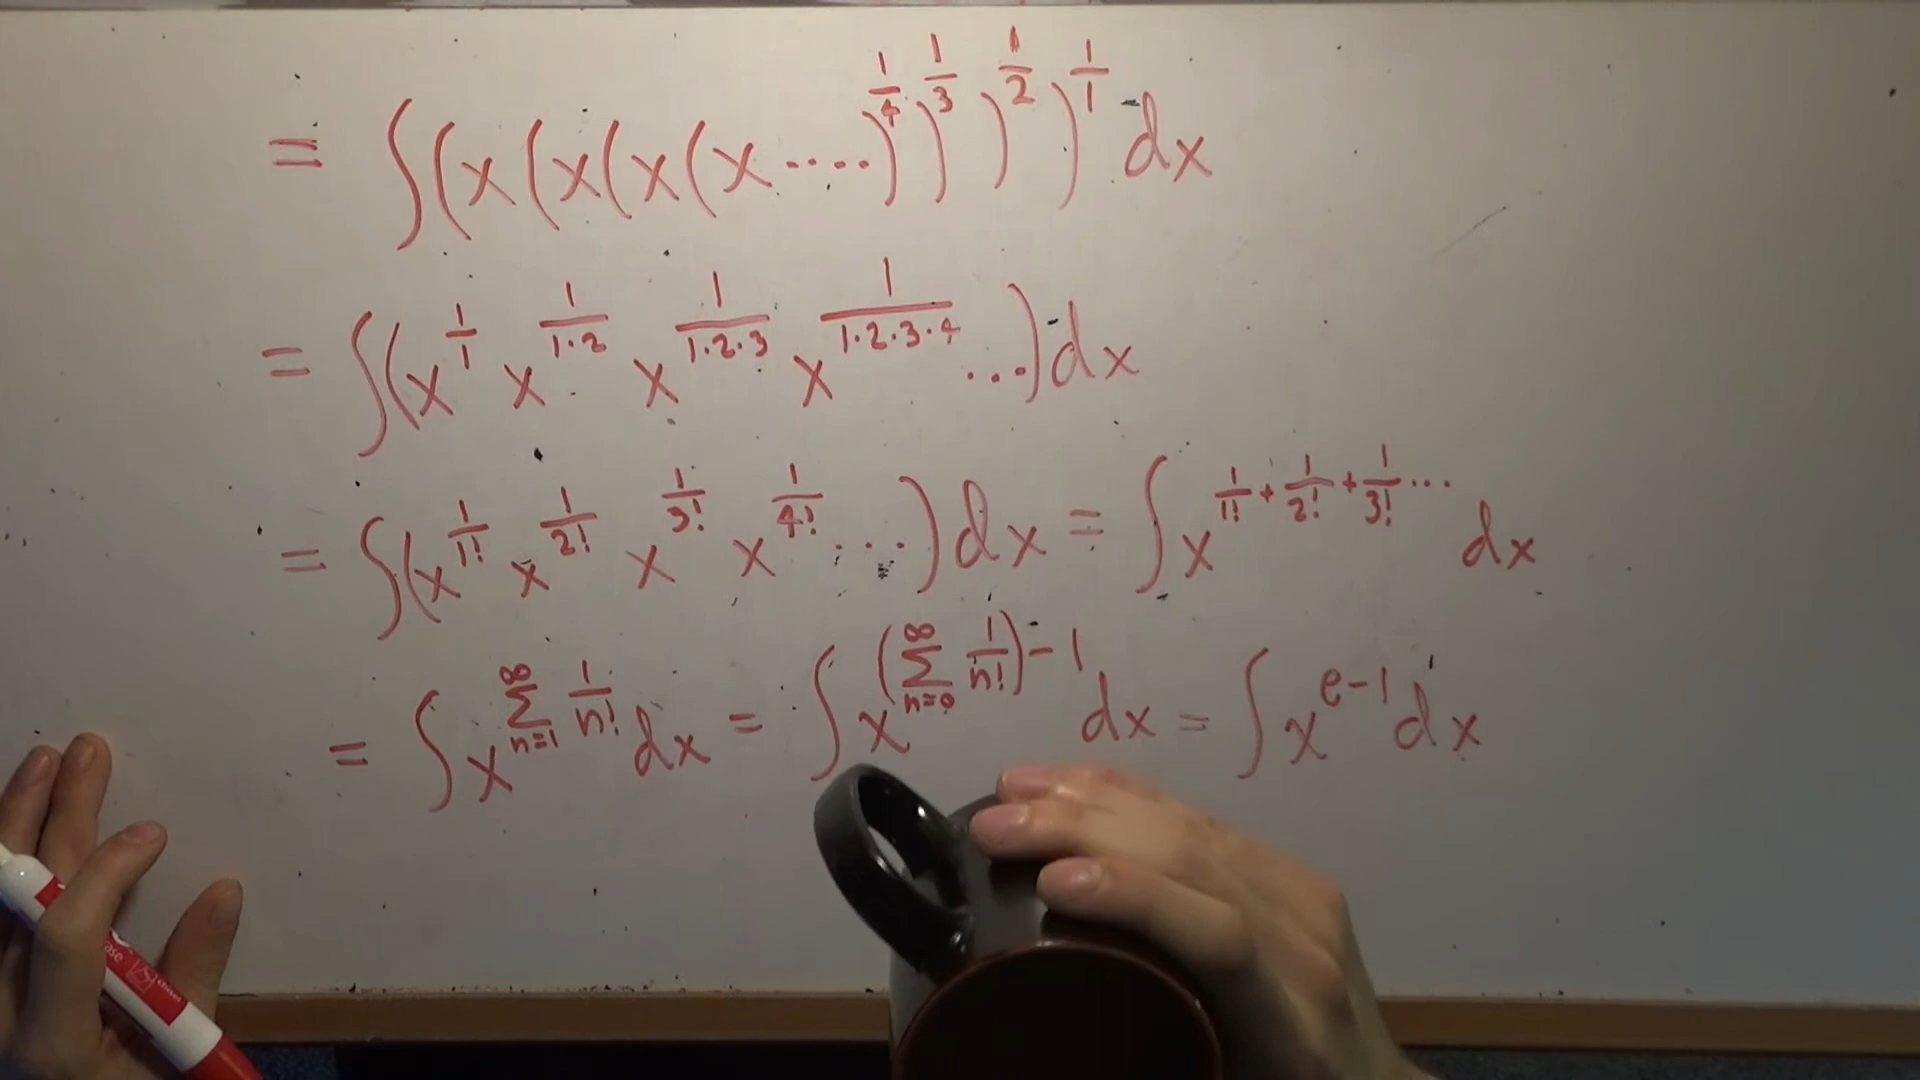 = ∫(x(x(x(x....)^{1/4})^{1/3})^{1/2})^{1/1} dx
= ∫(x^{1/1} x^{1/(1·2)} x^{1/(1·2·3)} x^{1/(1·2·3·4)} ...)dx
= ∫(x^{1/1!} x^{1/2!} x^{1/3!} x^{1/4!} ...)dx = ∫x^{1/1! + 1/2! + 1/3! ...} dx
= ∫x^{∑_{n=1}^{∞} 1/n!} dx = ∫x^{(∑_{n=0}^{∞} 1/n!)-1} dx = ∫x^{e-1} dx